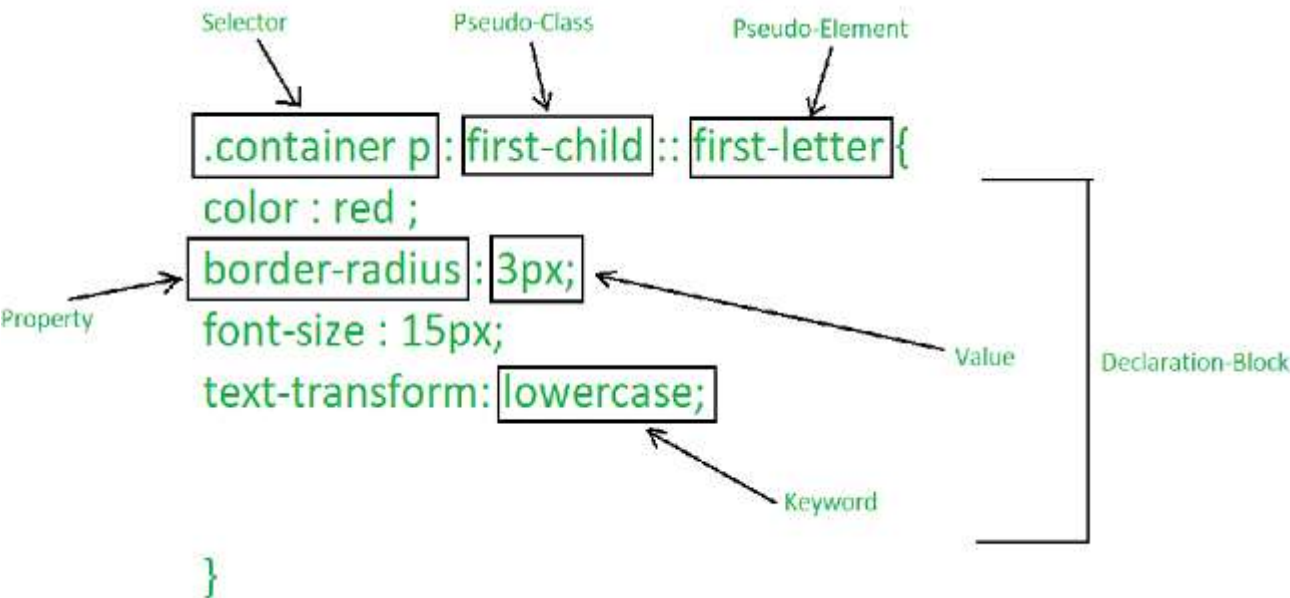 Selector Pseudo-Class Pseudo-Element
.container p : first-child :: first-letter {
color : red ;
border-radius : 3px;
Property
font-size : 15px;
Value Declaration-Block
text-transform: lowercase;
Keyword
}